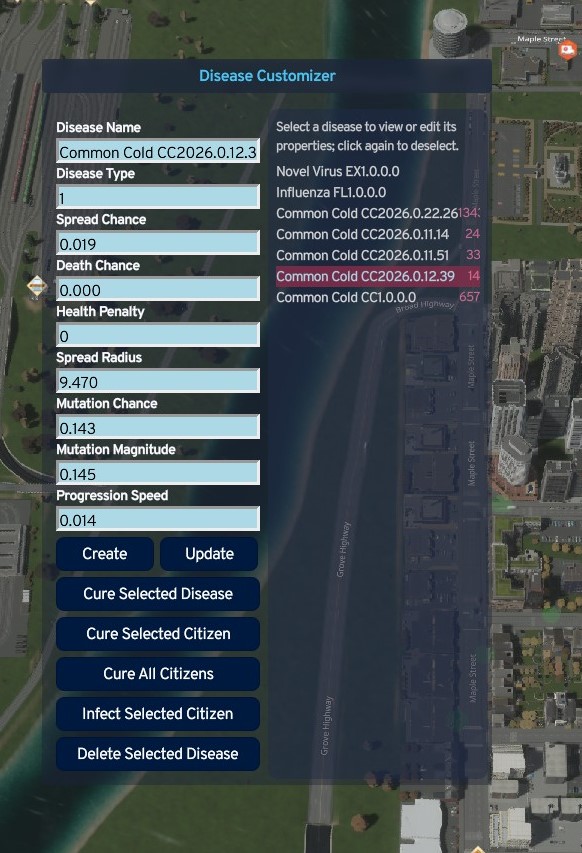 Maple Street
Disease Customizer
Disease Name
Common Cold CC2026.0.12.3
Disease Type
1
Spread Chance
0.019
Death Chance
0.000
Health Penalty
0
Spread Radius
9.470
Mutation Chance
0.143
Mutation Magnitude
0.145
Progression Speed
0.014
Create
Update
Cure Selected Disease
Cure Selected Citizen
Cure All Citizens
Infect Selected Citizen
Delete Selected Disease
Select a disease to view or edit its
properties; click again to deselect.
Novel Virus EX1.0.0.0
Influenza FL1.0.0.0
Common Cold CC2026.0.22.26
Common Cold CC2026.0.11.14 24
Common Cold CC2026.0.11.51 33
Common Cold CC2026.0.12.39 14
Common Cold CC1.0.0.0 657
Broad Highway
Maple Street
Maple Street
Grove Highway
Maple Street
Grove Highway